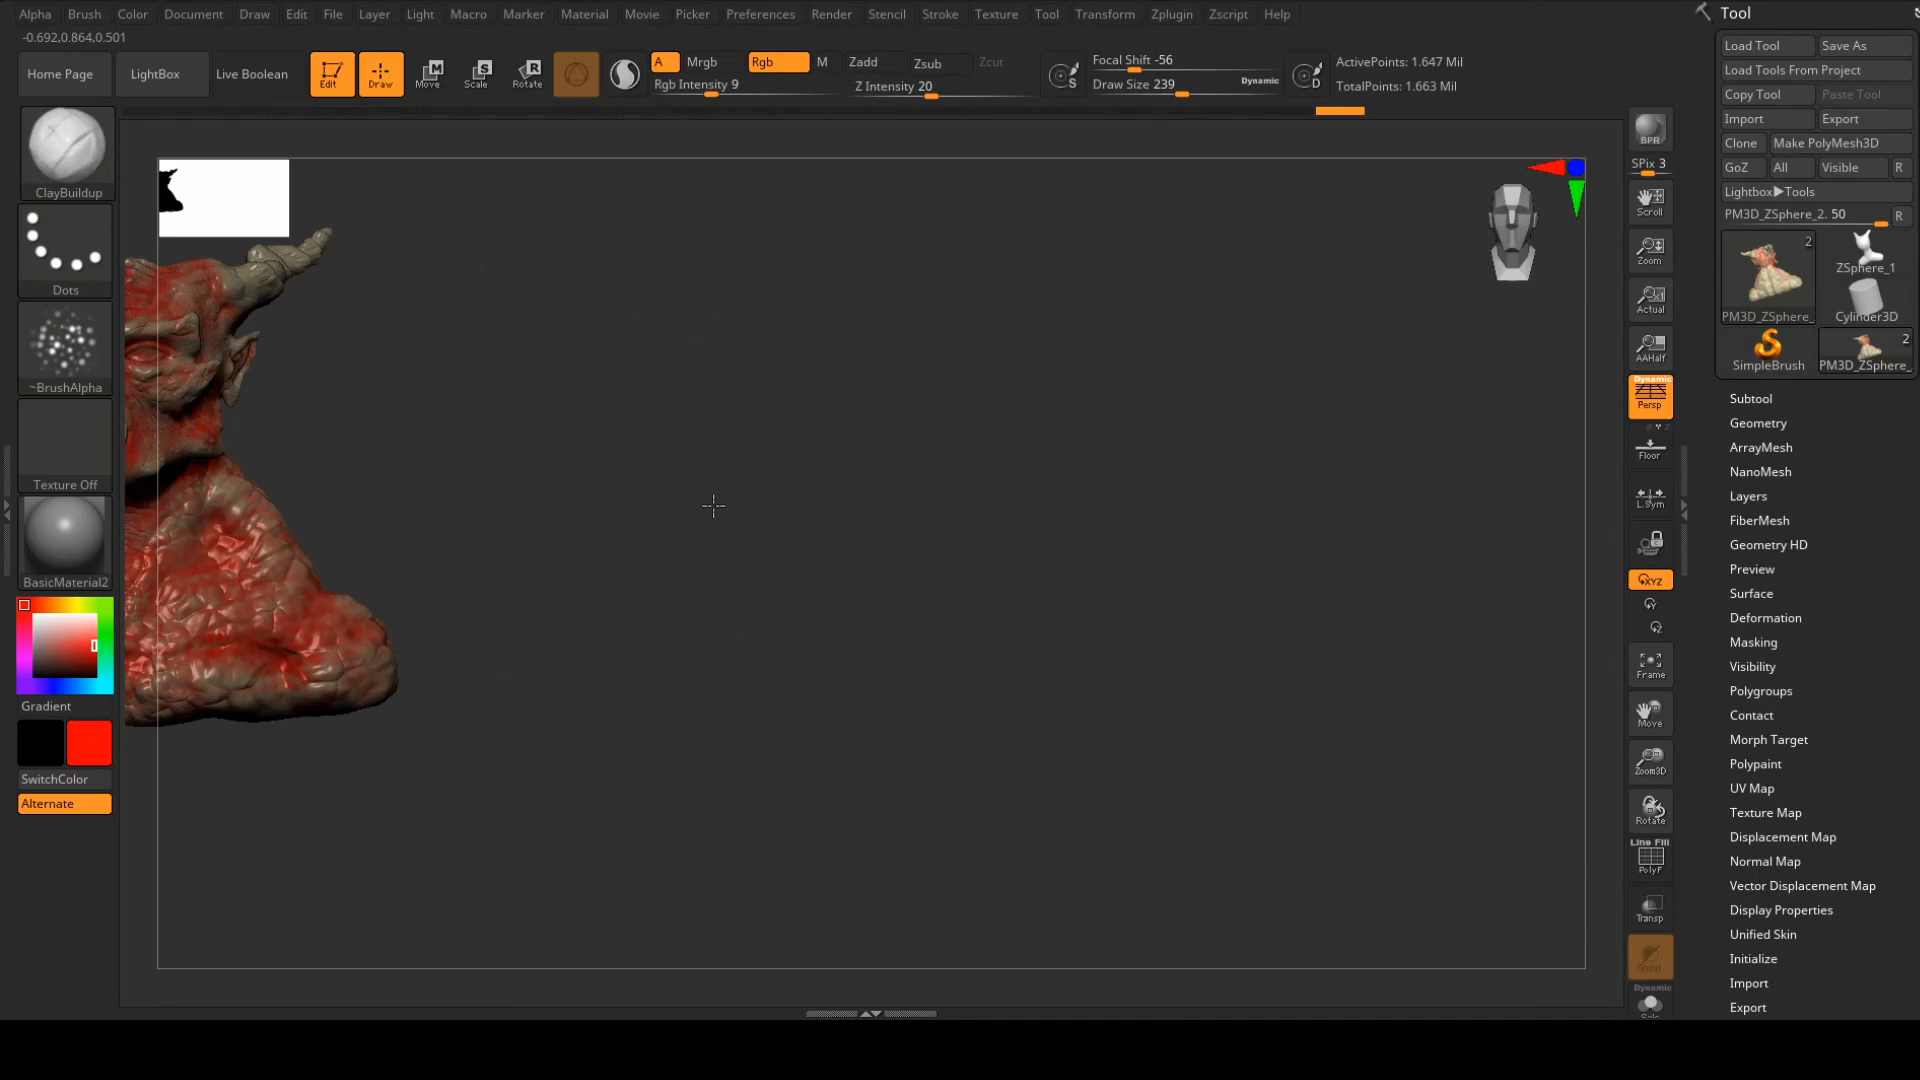 Alpha Brush Color Document Draw Edit File Layer Light Macro Marker Material Movie Picker Preferences Render Stencil Stroke Texture Tool Transform Zplugin Zscript Help
-0.692,0.864,0.501
Home Page LightBox Live Boolean Edit Draw Move Scale Rotate
A Mrgb Rgb M Zadd Zsub Zcut
Rgb Intensity 9 Z Intensity 20
Focal Shift -56
Draw Size 239 Dynamic
ActivePoints: 1.647 Mil
TotalPoints: 1.663 Mil
ClayBuildup
Dots
~BrushAlpha
Texture Off
BasicMaterial2
Gradient
SwitchColor
Alternate
BPR
SPix 3
Scroll
Zoom
Actual
AAHalf
Dynamic
Persp
Floor
L.Sym
XYZ
Frame
Move
Zoom3D
Rotate
Line Fill
PolyF
Transp
Ghost
Dynamic
Solo
Tool
Load Tool Save As
Load Tools From Project
Copy Tool Paste Tool
Import Export
Clone Make PolyMesh3D
GoZ All Visible R
Lightbox▶Tools
PM3D_ZSphere_2. 50 R
2
PM3D_ZSphere_
ZSphere_1
Cylinder3D
SimpleBrush
2
PM3D_ZSphere_
Subtool
Geometry
ArrayMesh
NanoMesh
Layers
FiberMesh
Geometry HD
Preview
Surface
Deformation
Masking
Visibility
Polygroups
Contact
Morph Target
Polypaint
UV Map
Texture Map
Displacement Map
Normal Map
Vector Displacement Map
Display Properties
Unified Skin
Initialize
Import
Export